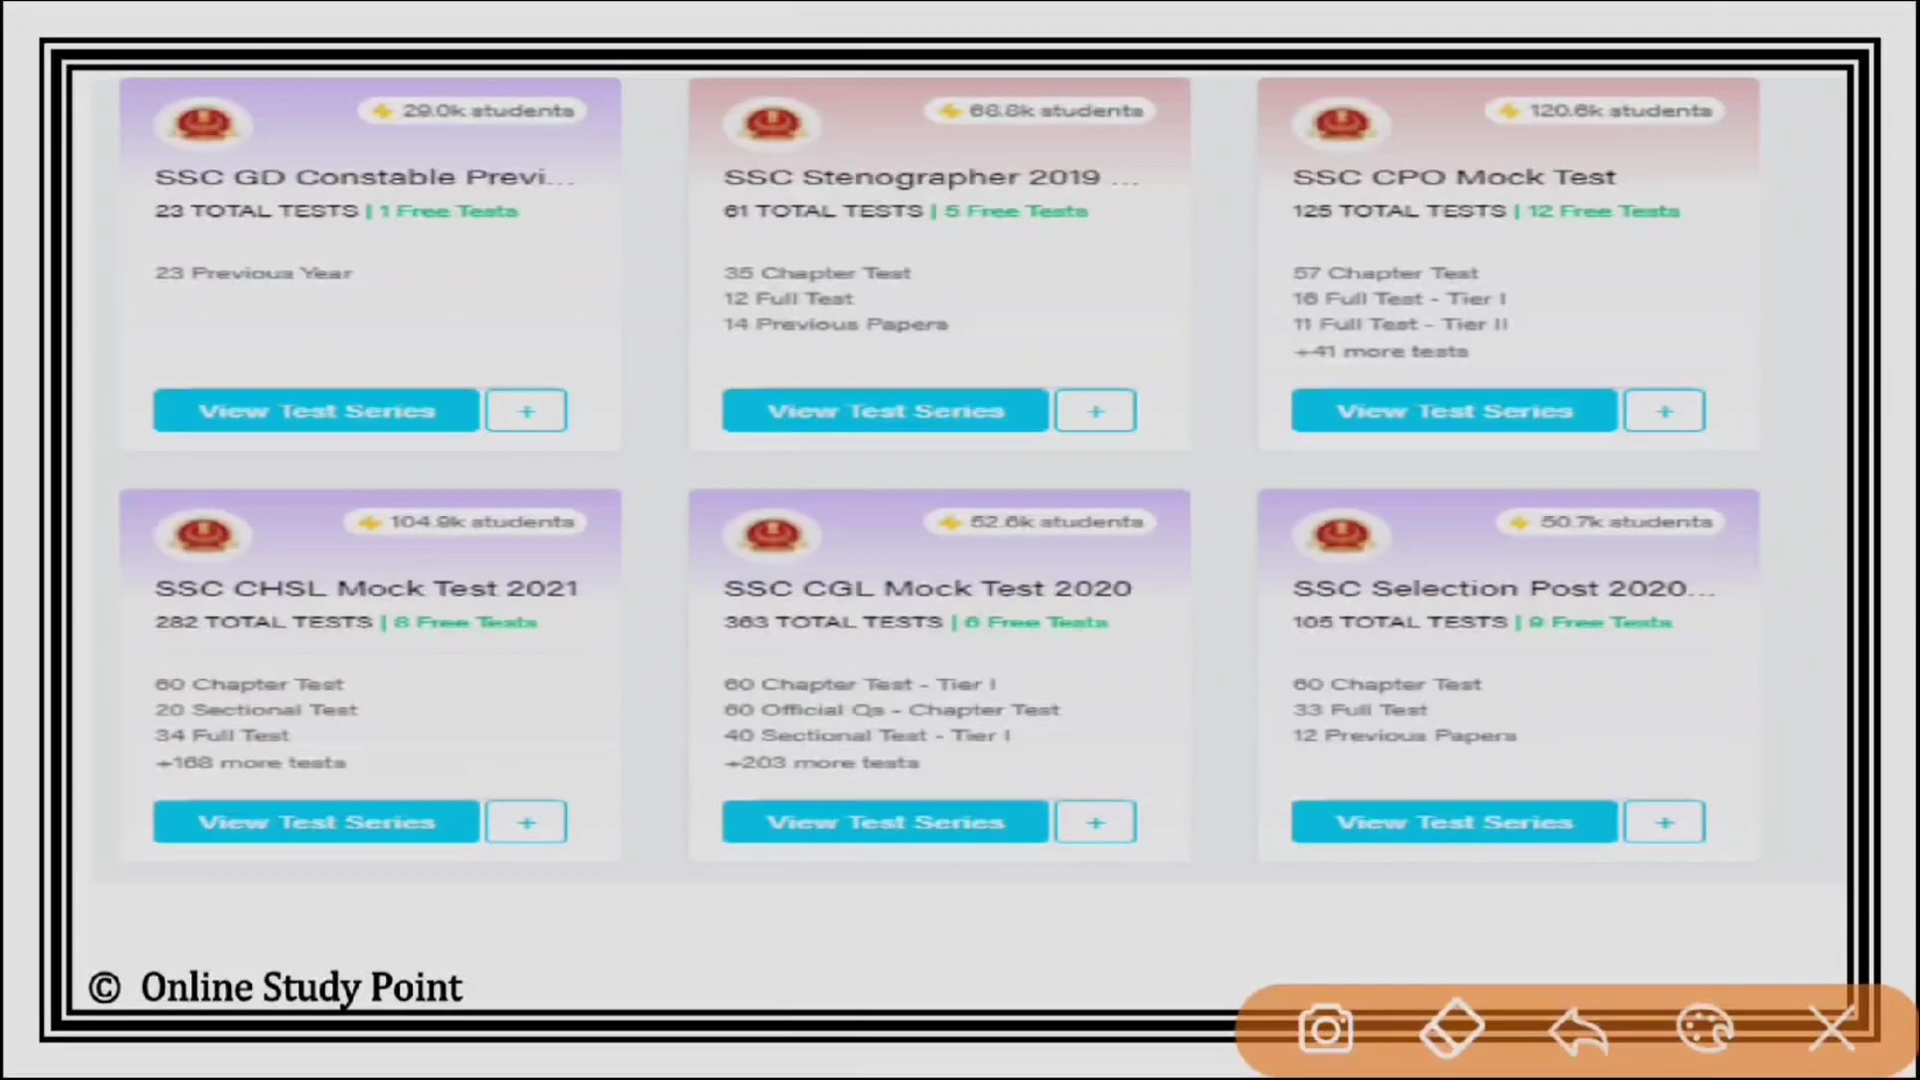 29.0k students
SSC GD Constable Previ...
23 TOTAL TESTS | 1 Free Tests
23 Previous Year
View Test Series
+
68.8k students
SSC Stenographer 2019 ...
61 TOTAL TESTS | 5 Free Tests
35 Chapter Test
12 Full Test
14 Previous Papers
View Test Series
+
120.6k students
SSC CPO Mock Test
125 TOTAL TESTS | 12 Free Tests
57 Chapter Test
16 Full Test - Tier I
11 Full Test - Tier II
+41 more tests
View Test Series
+
104.9k students
SSC CHSL Mock Test 2021
282 TOTAL TESTS | 8 Free Tests
60 Chapter Test
20 Sectional Test
34 Full Test
+168 more tests
View Test Series
+
52.6k students
SSC CGL Mock Test 2020
363 TOTAL TESTS | 6 Free Tests
60 Chapter Test - Tier I
60 Official Qs - Chapter Test
40 Sectional Test - Tier I
+203 more tests
View Test Series
+
50.7k students
SSC Selection Post 2020...
105 TOTAL TESTS | 9 Free Tests
60 Chapter Test
33 Full Test
12 Previous Papers
View Test Series
+
© Online Study Point